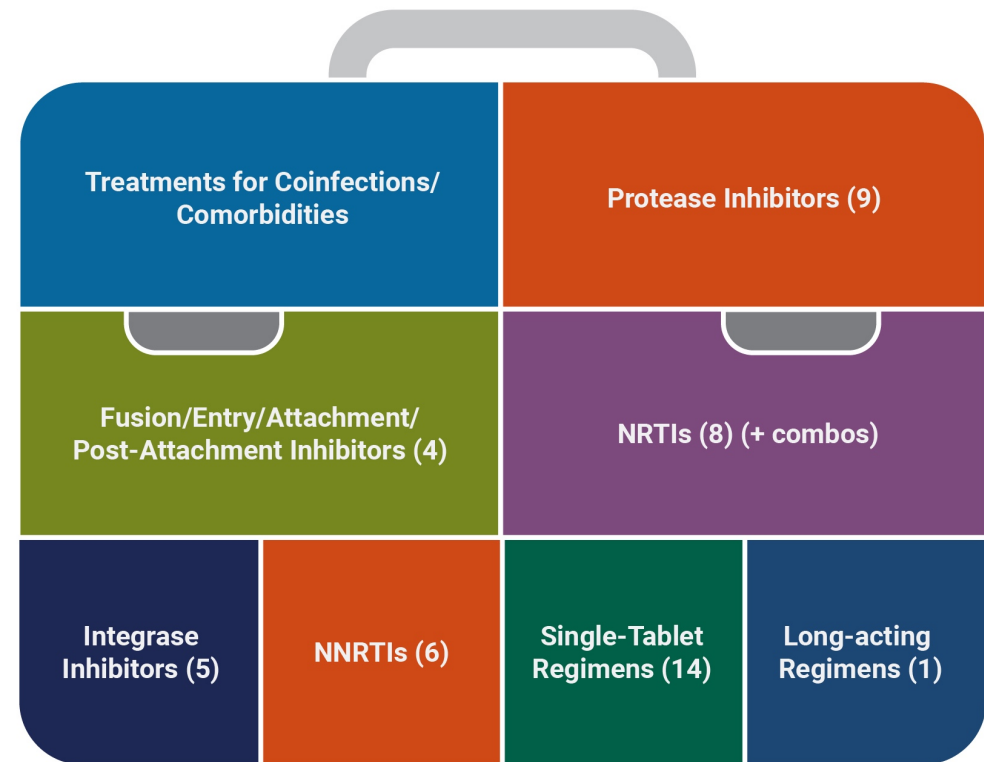 Treatments for Coinfections/
Comorbidities
Protease Inhibitors (9)
Fusion/Entry/Attachment/
Post-Attachment Inhibitors (4)
NRTIs (8) (+ combos)
Integrase
Inhibitors (5)
NNRTIs (6)
Single-Tablet
Regimens (14)
Long-acting
Regimens (1)